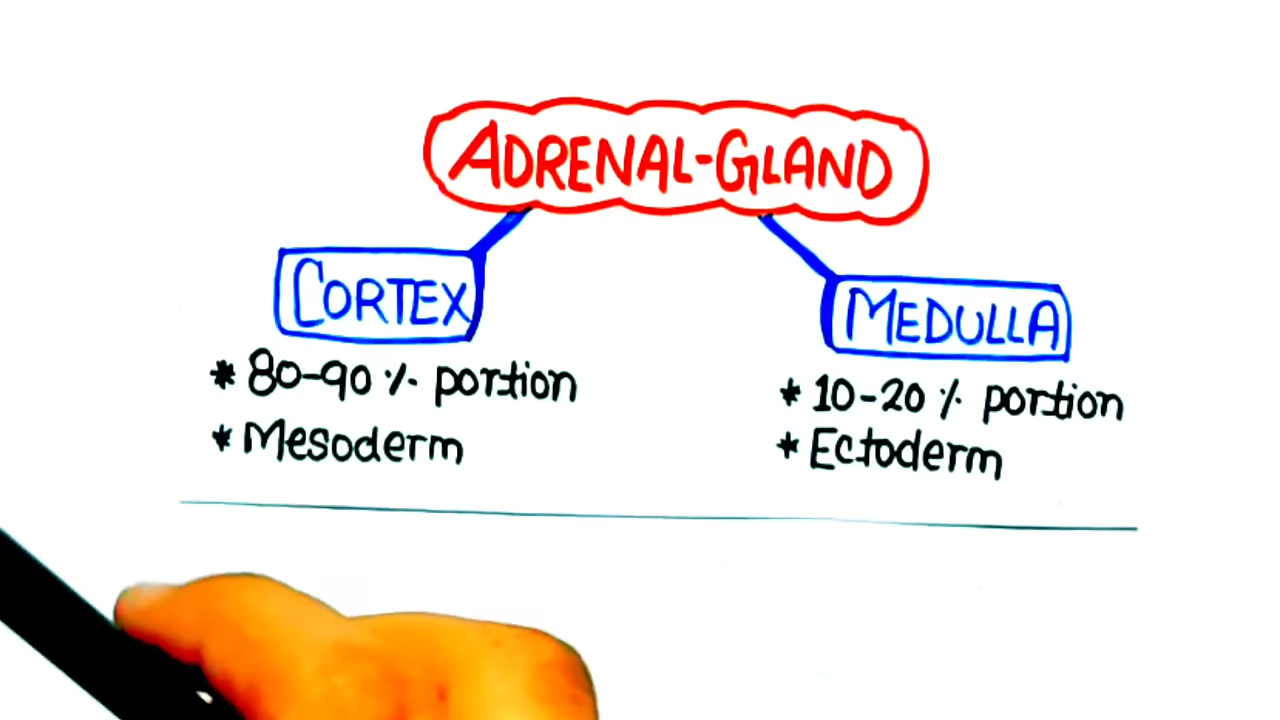 ADRENAL-GLAND
CORTEX
* 80-90 % portion
* Mesoderm
MEDULLA
* 10-20 % portion
* Ectoderm